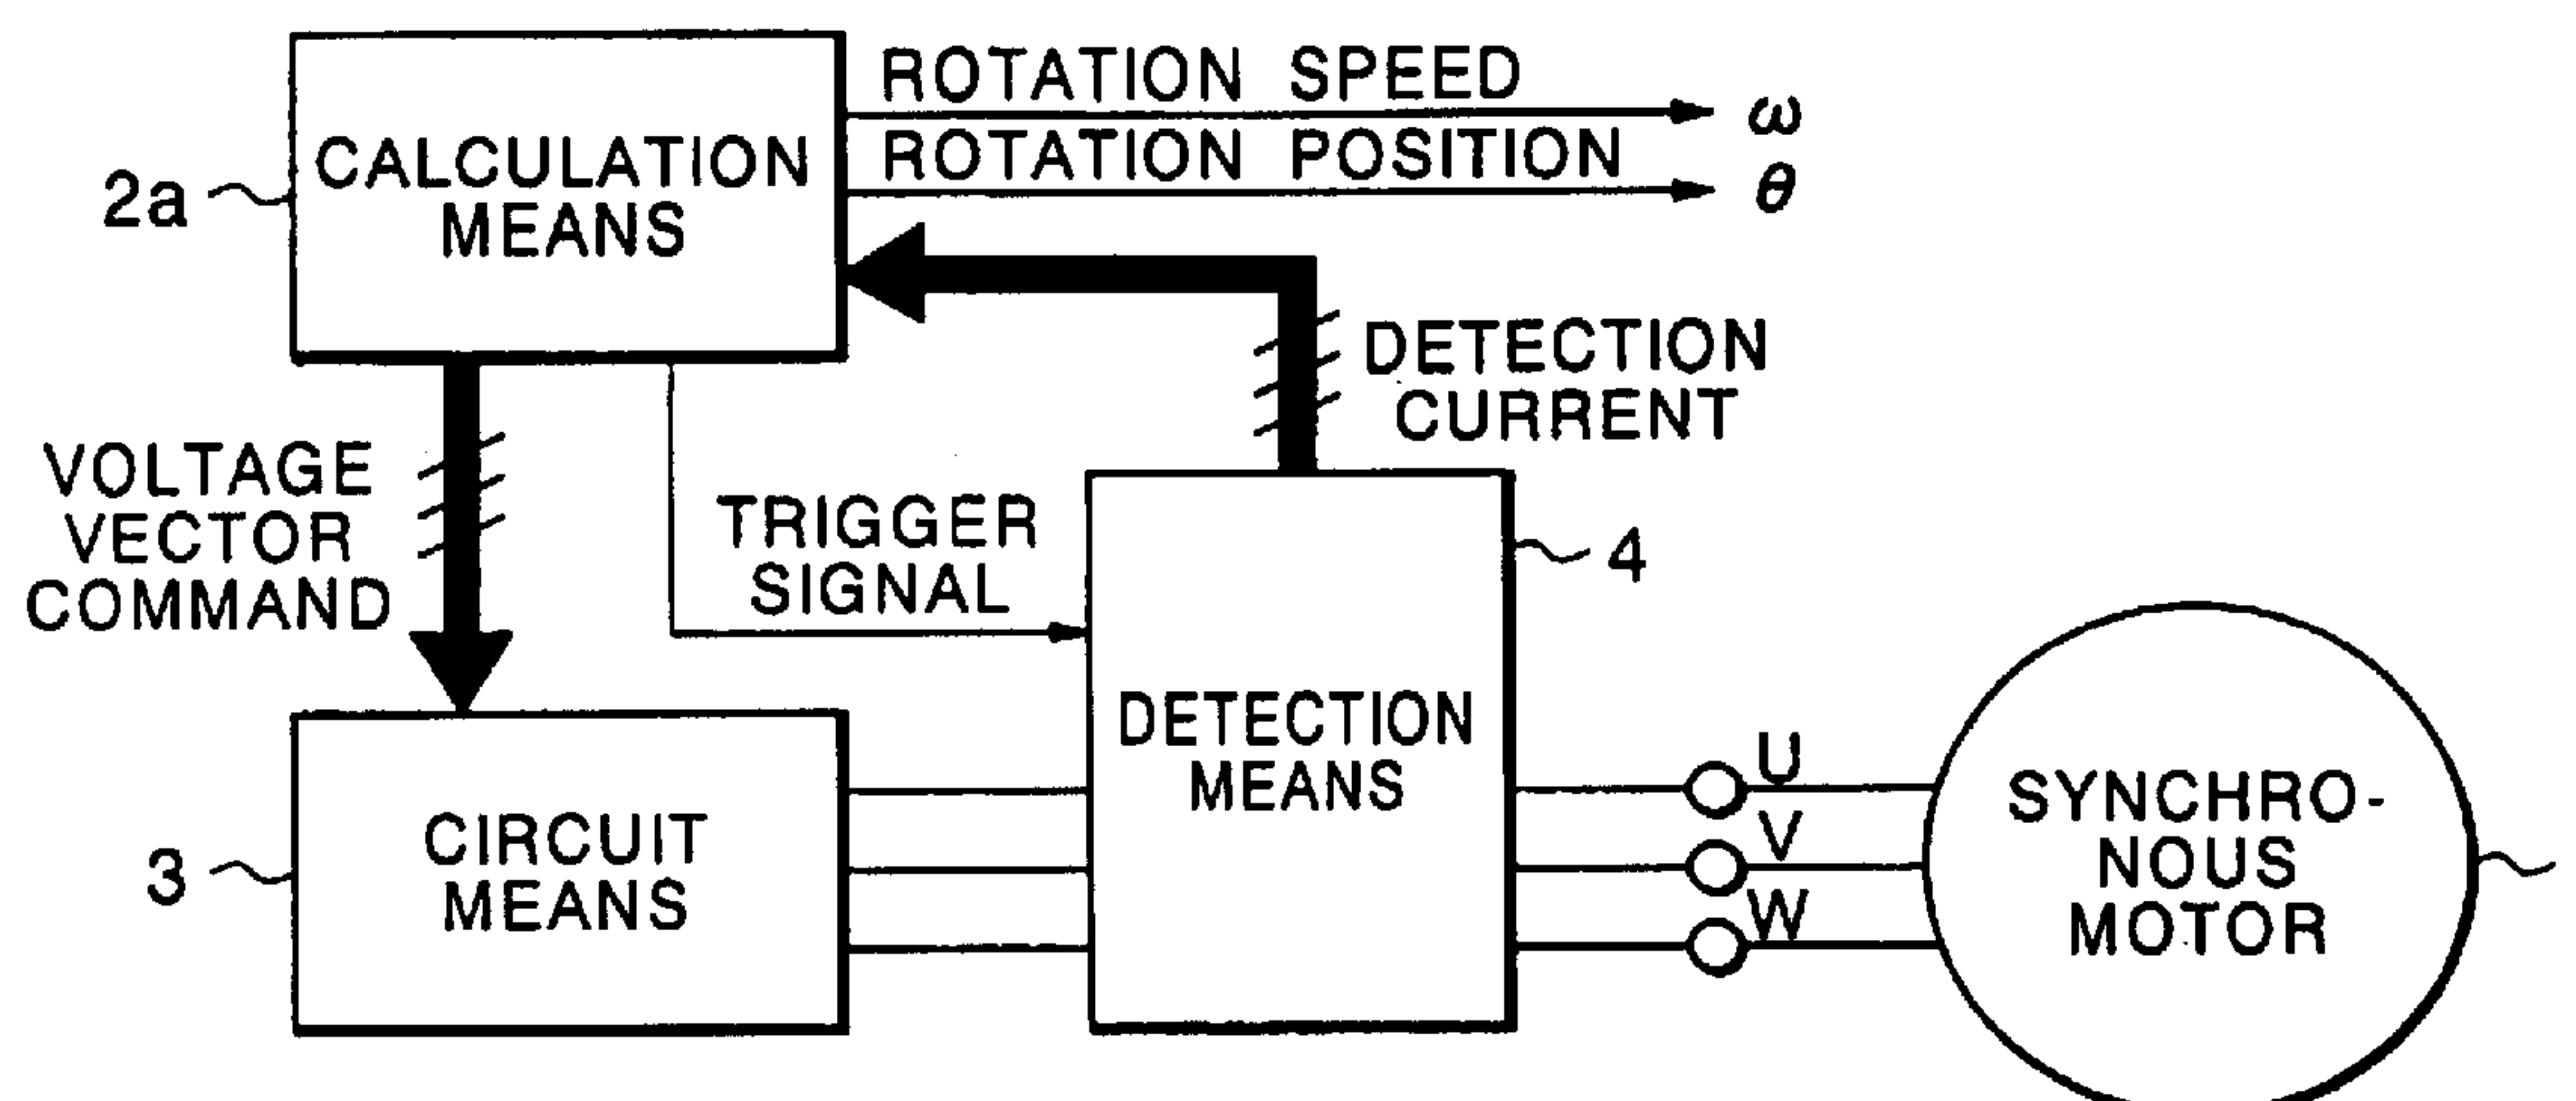 ROTATION SPEED
ω
ROTATION POSITION
θ
CALCULATION
MEANS
2a
DETECTION
CURRENT
VOLTAGE
VECTOR
COMMAND
TRIGGER
SIGNAL
4
DETECTION
MEANS
3
CIRCUIT
MEANS
U
V
W
SYNCHRO-
NOUS
MOTOR